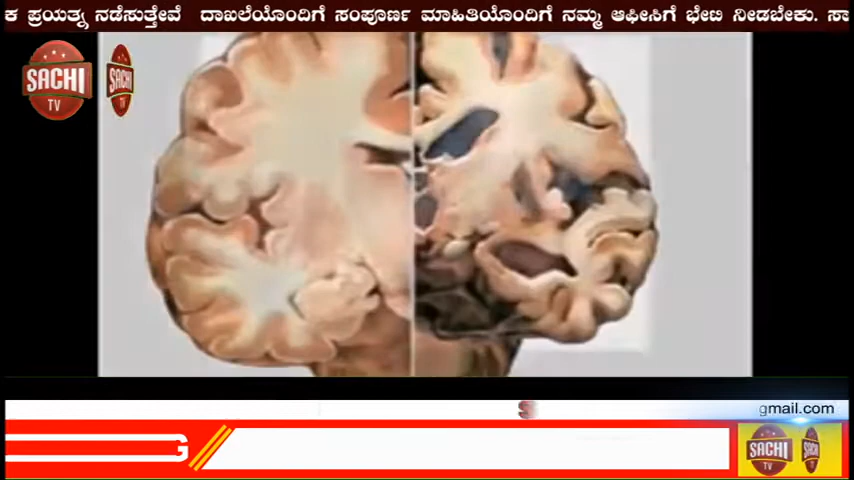 ಕ ಪ್ರಯತ್ನ ನಡೆಸುತ್ತೇವೆ ದಾಖಲೆಯೊಂದಿಗೆ ಸಂಪೂರ್ಣ ಮಾಹಿತಿಯೊಂದಿಗೆ ನಮ್ಮ ಆಫೀಸಿಗೆ ಭೇಟಿ ನೀಡಬೇಕು. ಸಾ
SACHI
TV
SACHI
TV
S
gmail.com
G
SACHI
TV
SACHI
TV